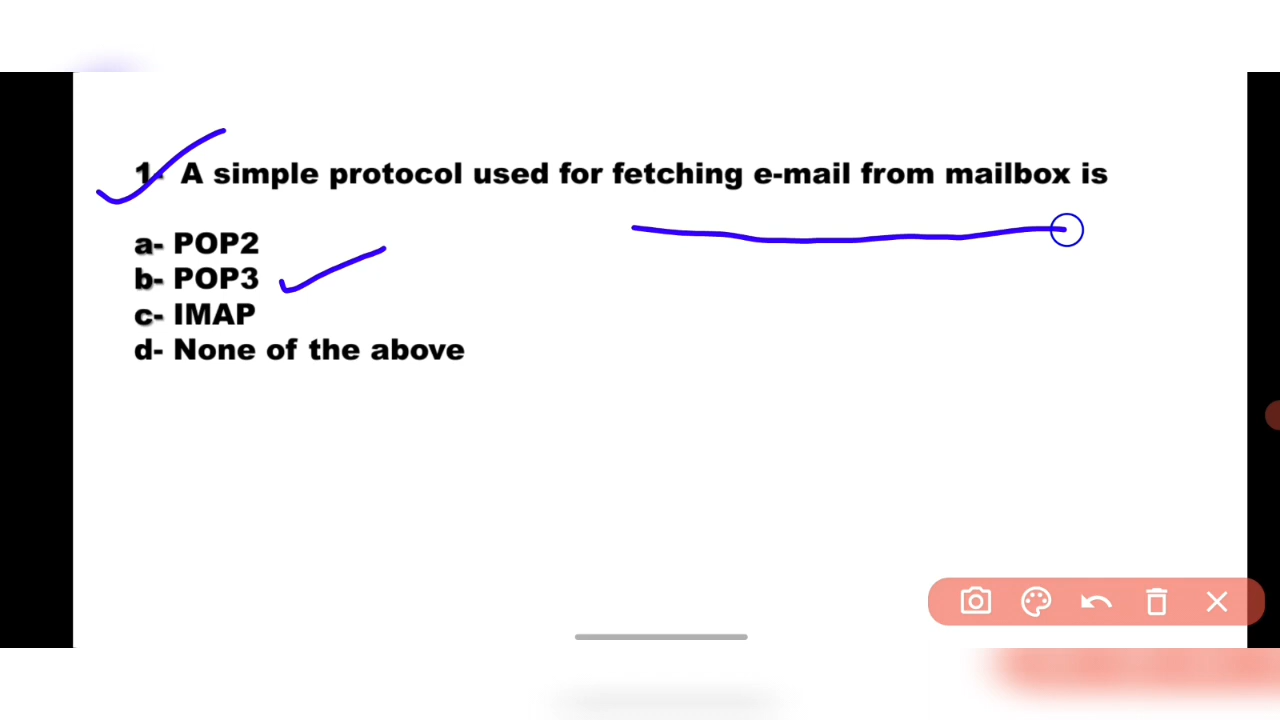 1- A simple protocol used for fetching e-mail from mailbox is
a- POP2
b- POP3
c- IMAP
d- None of the above